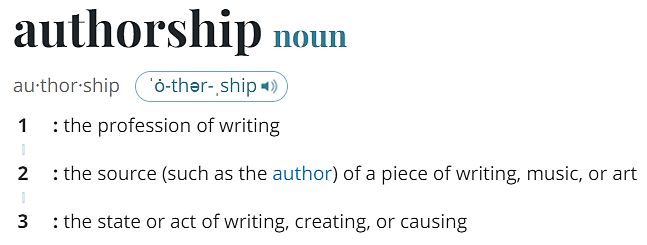 authorship noun
au·thor·ship ˈȯ-thər-ˌship
1 : the profession of writing
2 : the source (such as the author) of a piece of writing, music, or art
3 : the state or act of writing, creating, or causing